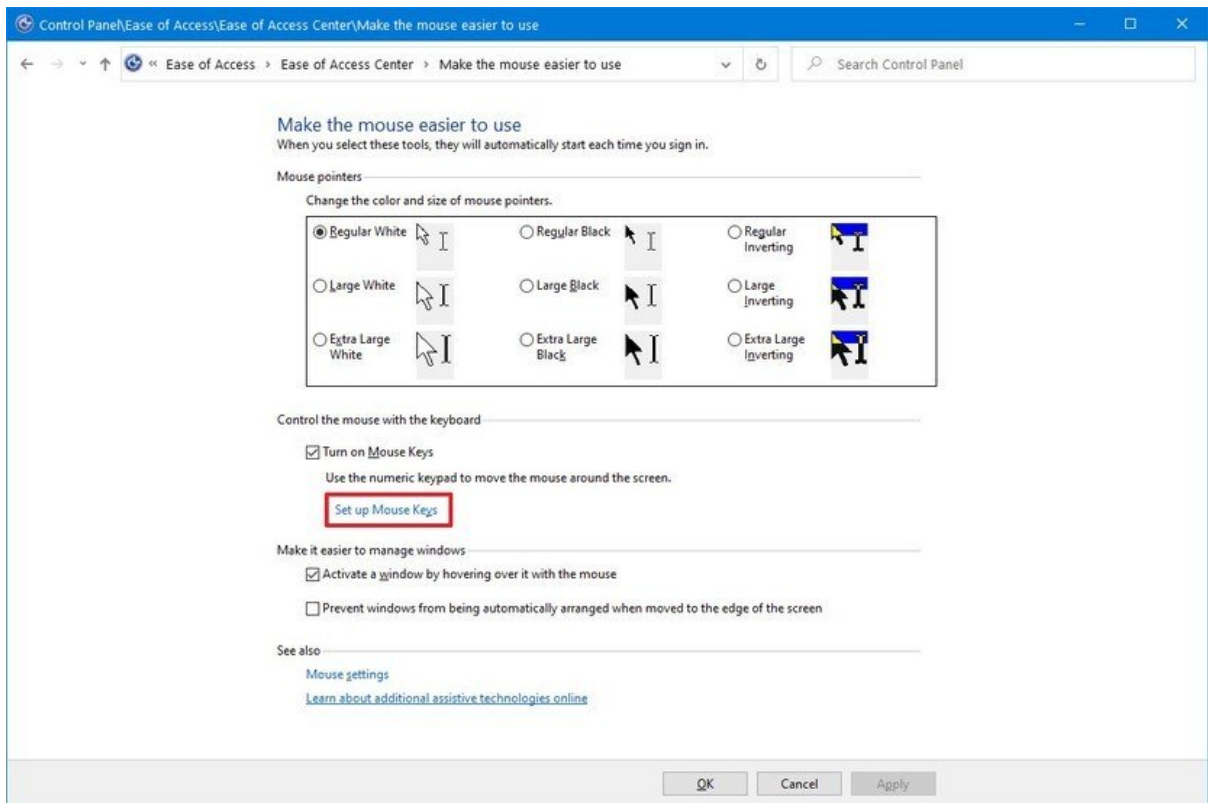 Control Panel\Ease of Access\Ease of Access Center\Make the mouse easier to use
« Ease of Access › Ease of Access Center › Make the mouse easier to use
Search Control Panel
Make the mouse easier to use
When you select these tools, they will automatically start each time you sign in.
Mouse pointers
Change the color and size of mouse pointers.
Regular White
Regular Black
Regular
Inverting
Large White
Large Black
Large
Inverting
Extra Large
White
Extra Large
Black
Extra Large
Inverting
Control the mouse with the keyboard
Turn on Mouse Keys
Use the numeric keypad to move the mouse around the screen.
Set up Mouse Keys
Make it easier to manage windows
Activate a window by hovering over it with the mouse
Prevent windows from being automatically arranged when moved to the edge of the screen
See also
Mouse settings
Learn about additional assistive technologies online
OK Cancel Apply